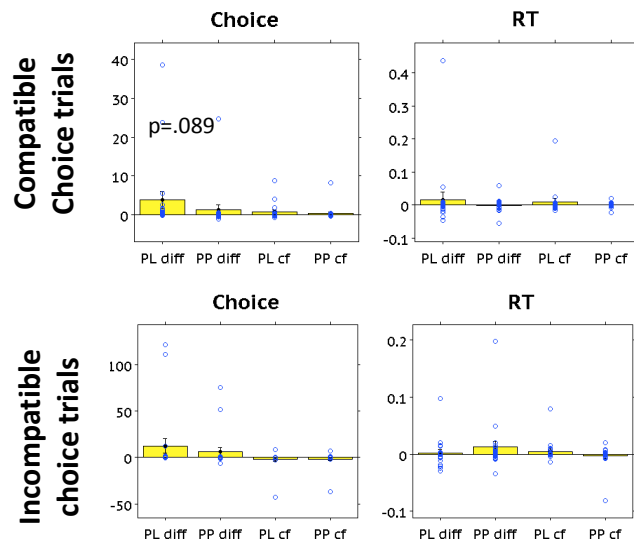 Choice
RT
Compatible
Choice trials
40
30
20
10
0
p=.089
PL diff PP diff PL cf PP cf
0.4
0.3
0.2
0.1
0
-0.1
PL diff PP diff PL cf PP cf
Choice
RT
Incompatible
choice trials
100
50
0
-50
PL diff PP diff PL cf PP cf
0.2
0.1
0
-0.1
PL diff PP diff PL cf PP cf